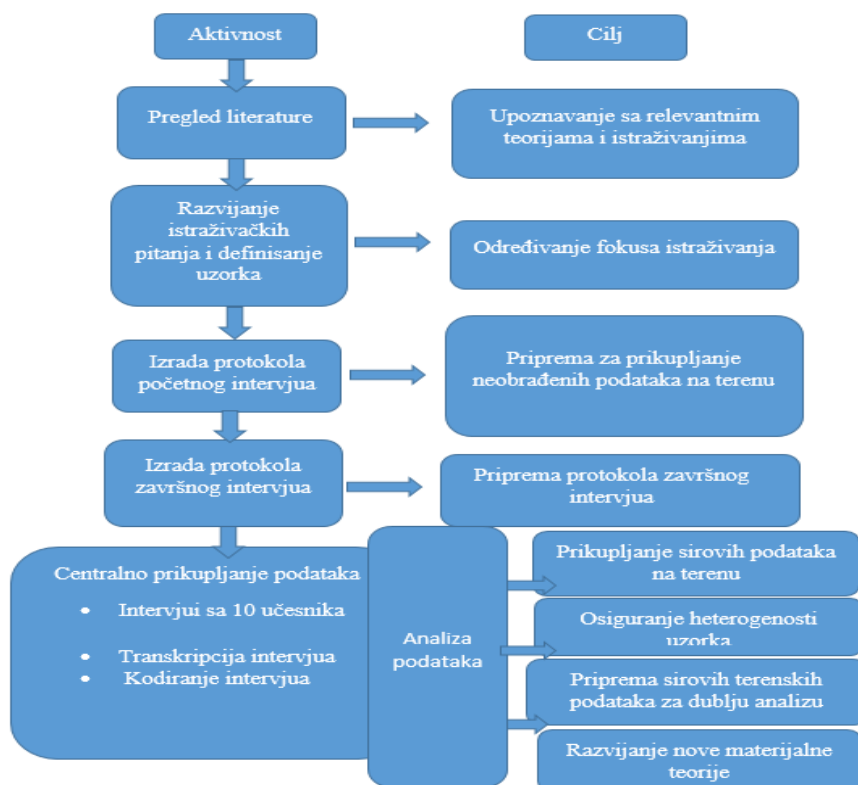 Aktivnost
Cilj
Pregled literature
Upoznavanje sa relevantnim
teorijama i istraživanjima
Razvijanje
istraživačkih
pitanja i definisanje
uzorka
Određivanje fokusa istraživanja
Izrada protokola
početnog intervjua
Priprema za prikupljanje
neobrađenih podataka na terenu
Izrada protokola
završnog intervjua
Priprema protokola završnog
intervjua
Centralno prikupljanje podataka
• Intervjui sa 10 učesnika
• Transkripcija intervjua
• Kodiranje intervjua
Analiza
podataka
Prikupljanje sirovih podataka
na terenu
Osiguranje heterogenosti
uzorka
Priprema sirovih terenskih
podataka za dublju analizu
Razvijanje nove materijalne
teorije